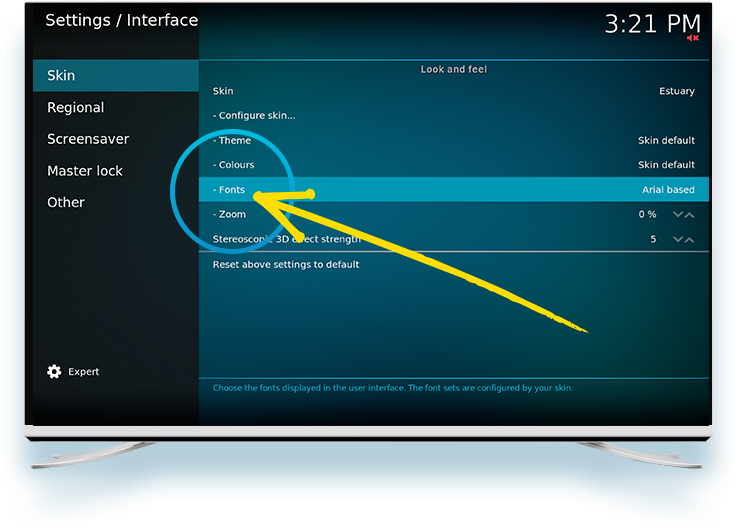 Settings / Interface
3:21 PM
Skin
Regional
Screensaver
Master lock
Other
Expert
Look and feel
Skin Estuary
- Configure skin...
- Theme Skin default
- Colours Skin default
- Fonts Arial based
- Zoom 0 %
Stereoscopic 3D effect strength 5
Reset above settings to default
Choose the fonts displayed in the user interface. The font sets are configured by your skin.